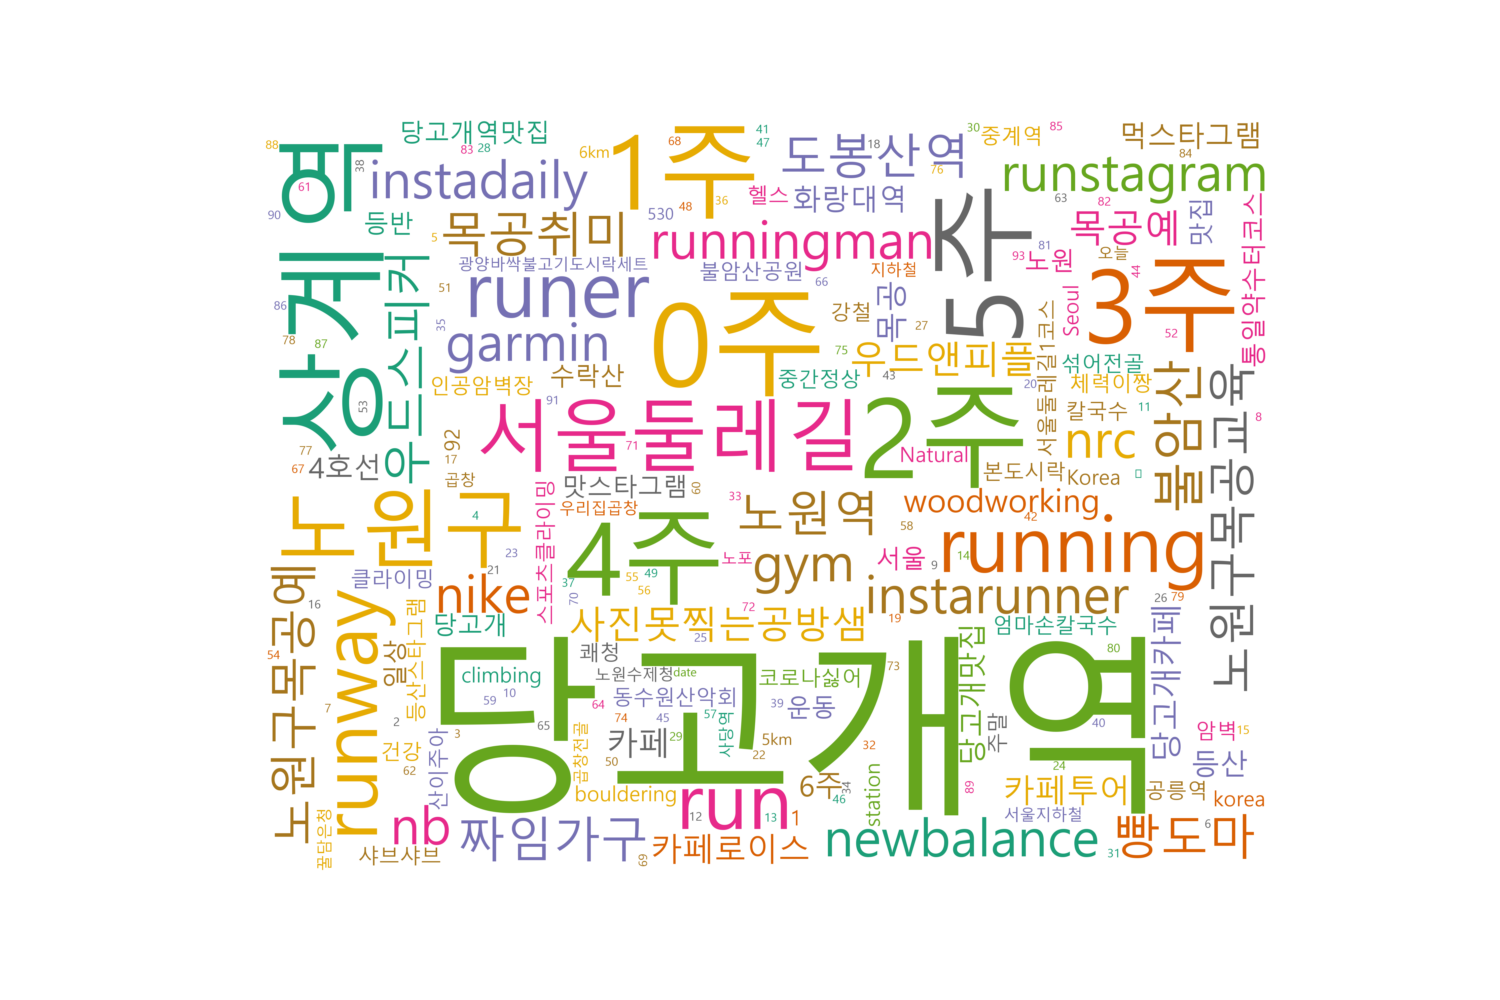 당고개역맛집
instadaily
1주
도봉산역
중계역
먹스타그램
runstagram
상계역
88
83
28
38
61
90
6km
68
41
47
18
30
85
84
76
63
82
헬스
화랑대역
등반
목공취미
530
48
36
runningman
5주
목공예
맛집
통일약수터코스
5
광양바싹불고기도시락세트
불암산공원
66
지하철
81
93
노원
오늘
44
86
78
87
우드스피커
51
35
runer
garmin
0주
강철
목공
27
Seoul
3주
52
75
우드앤피플
서울둘레길1코스
섞어전골
인공암벽장
수락산
중간정상
43
20
체력이짱
불암산
노원구목공교육
53
91
77
67
4호선
92
17
곱창
서울둘레길
71
2주
칼국수
11
8
nrc
Natural
본도시락
Korea
맛스타그램
60
33
우리집곱창
노원구
4
23
21
스포츠클라이밍
4주
노원역
58
woodworking
42
running
노포
gym
서울
9
14
클라이밍
nike
37
49
55
56
70
instarunner
26
79
노원구목공예
16
54
7
runway
일상
등산스타그램
당고개
사진못찍는공방샘
72
25
19
엄마손칼국수
당고개카페
2
3
건강
62
산이주아
climbing
59
10
쾌청
노원수제청
date
코로나싫어
73
당고개맛집
주말
80
40
암벽
15
당고개역
65
64
동수원산악회
74
45
57
사당역
39
운동
곱창전골
카페
29
50
22
5km
32
89
24
등산
bouldering
6주
34
46
station
카페투어
공릉역
korea
꿀담은청
샤브샤브
nb
짜임가구
69
run
12
13
1
카페로이스
newbalance
서울지하철
31
6
빵도마